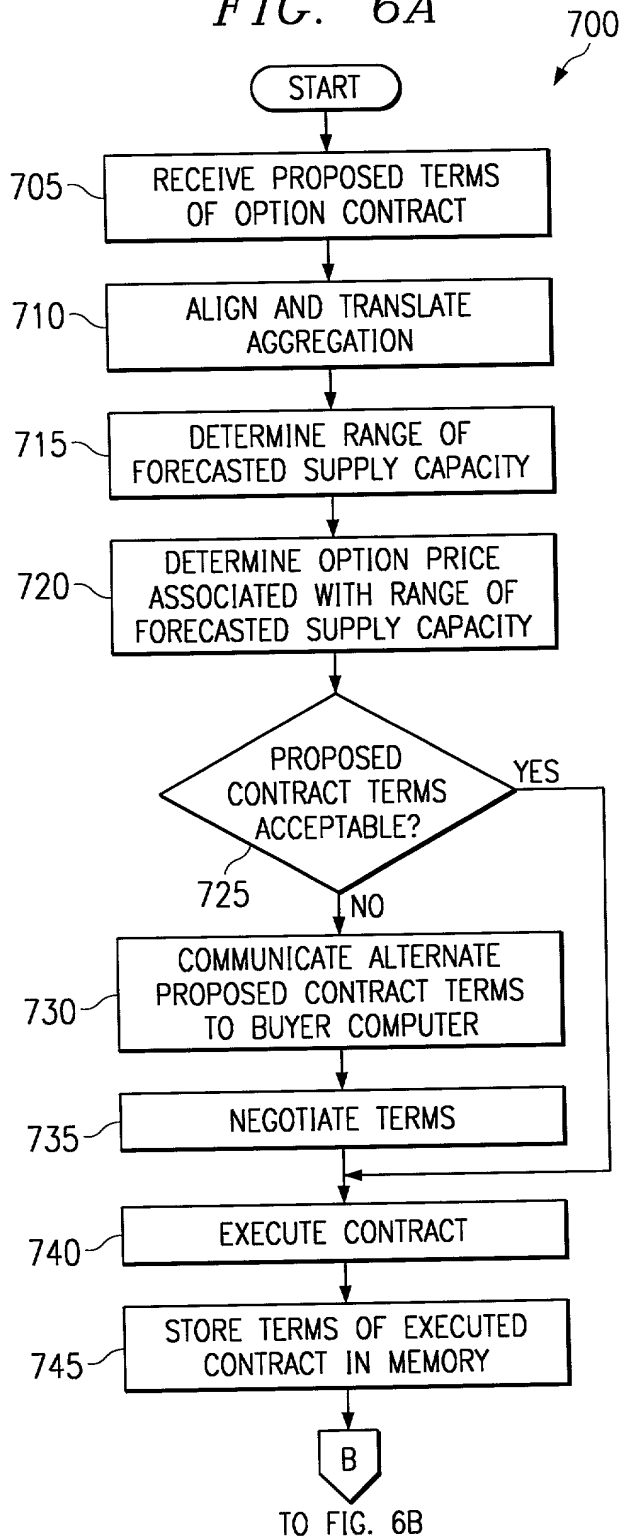 FIG. 6A
700
START
705
RECEIVE PROPOSED TERMS
OF OPTION CONTRACT
710
ALIGN AND TRANSLATE
AGGREGATION
715
DETERMINE RANGE OF
FORECASTED SUPPLY CAPACITY
720
DETERMINE OPTION PRICE
ASSOCIATED WITH RANGE OF
FORECASTED SUPPLY CAPACITY
PROPOSED
CONTRACT TERMS
ACCEPTABLE?
YES
725
NO
730
COMMUNICATE ALTERNATE
PROPOSED CONTRACT TERMS
TO BUYER COMPUTER
735
NEGOTIATE TERMS
740
EXECUTE CONTRACT
745
STORE TERMS OF EXECUTED
CONTRACT IN MEMORY
B
TO FIG. 6B